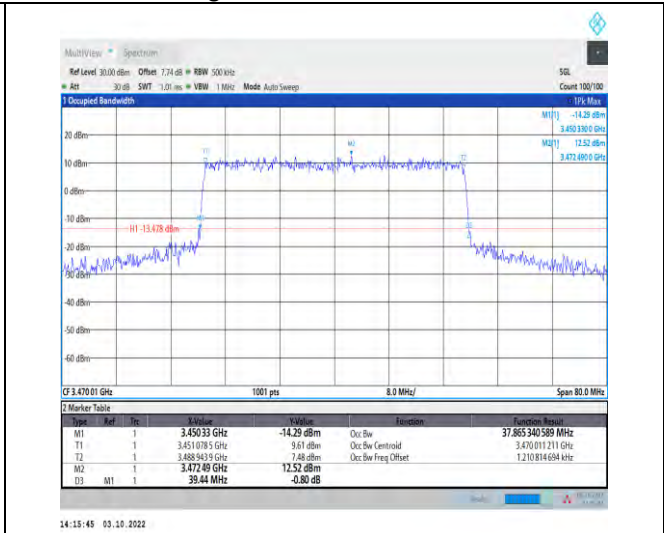 MultiView Spectrum
Ref Level 30.00 dBm Offset 7.74 dB RBW 500 kHz SGL
Att 30 dB SWT 1.01 ms VBW 1 MHz Mode Auto Sweep Count 100/100
1 Occupied Bandwidth 1Pk Max
M1[1] -14.29 dBm
3.450 330 0 GHz
20 dBm M2[1] 12.52 dBm
3.472 490 0 GHz
M2
T1 T2
10 dBm
0 dBm
-10 dBm
H1 -13.478 dBm
-20 dBm
-30 dBm
-40 dBm
-50 dBm
-60 dBm
CF 3.470 01 GHz 1001 pts 8.0 MHz/ Span 80.0 MHz
2 Marker Table
Type Ref Trc X-Value Y-Value Function Function Result
M1 1 3.450 33 GHz -14.29 dBm Occ Bw 37.865 340 589 MHz
T1 1 3.451 078 5 GHz 9.61 dBm Occ Bw Centroid 3.470 011 211 GHz
T2 1 3.488 943 9 GHz 7.48 dBm Occ Bw Freq Offset 1.210 814 694 kHz
M2 1 3.472 49 GHz 12.52 dBm
D3 M1 1 39.44 MHz -0.80 dB
14:15:45 03.10.2022